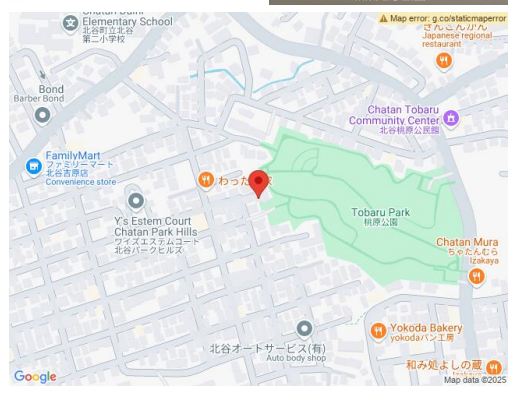 Elementary School
北谷町立北谷
第二小学校
Map error: g.co/staticmaperror
Japanese regional
restaurant
Bond
Barber Bond
Chatan Tobaru
Community Center
北谷桃原公民館
FamilyMart
ファミリーマート
北谷吉原店
Convenience store
わった
家
Tobaru Park
桃原公園
Y's Estem Court
Chatan Park Hills
ワイズエステムコート
北谷パークヒルズ
Chatan Mura
ちゃたんむら
Izakaya
Yokoda Bakery
yokodaパン工房
北谷オートサービス(有)
Auto body shop
和み処よしの蔵
Google
Map data ©2025